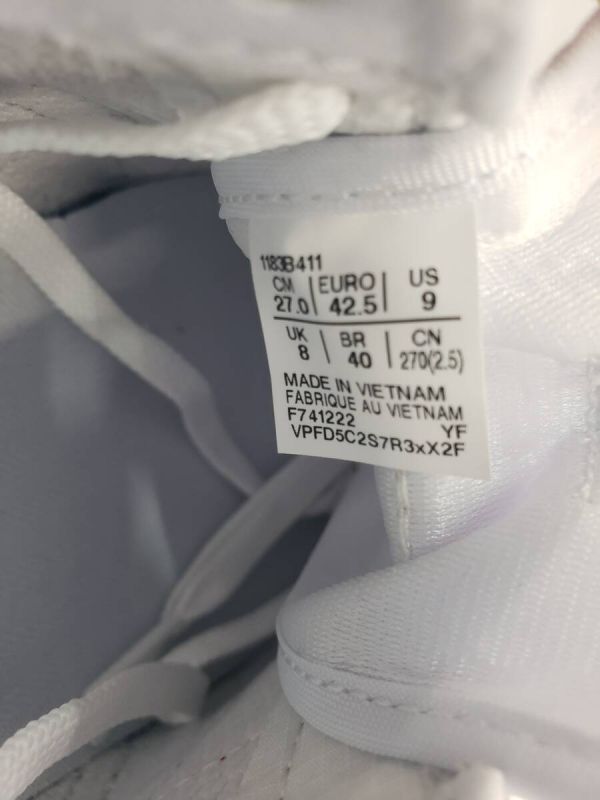 1183B411
CM EURO US
27.0 42.5 9
UK BR CN
8 40 270(2.5)
MADE IN VIETNAM
FABRIQUE AU VIETNAM
F741222 YF
VPFD5C2S7R3xX2F